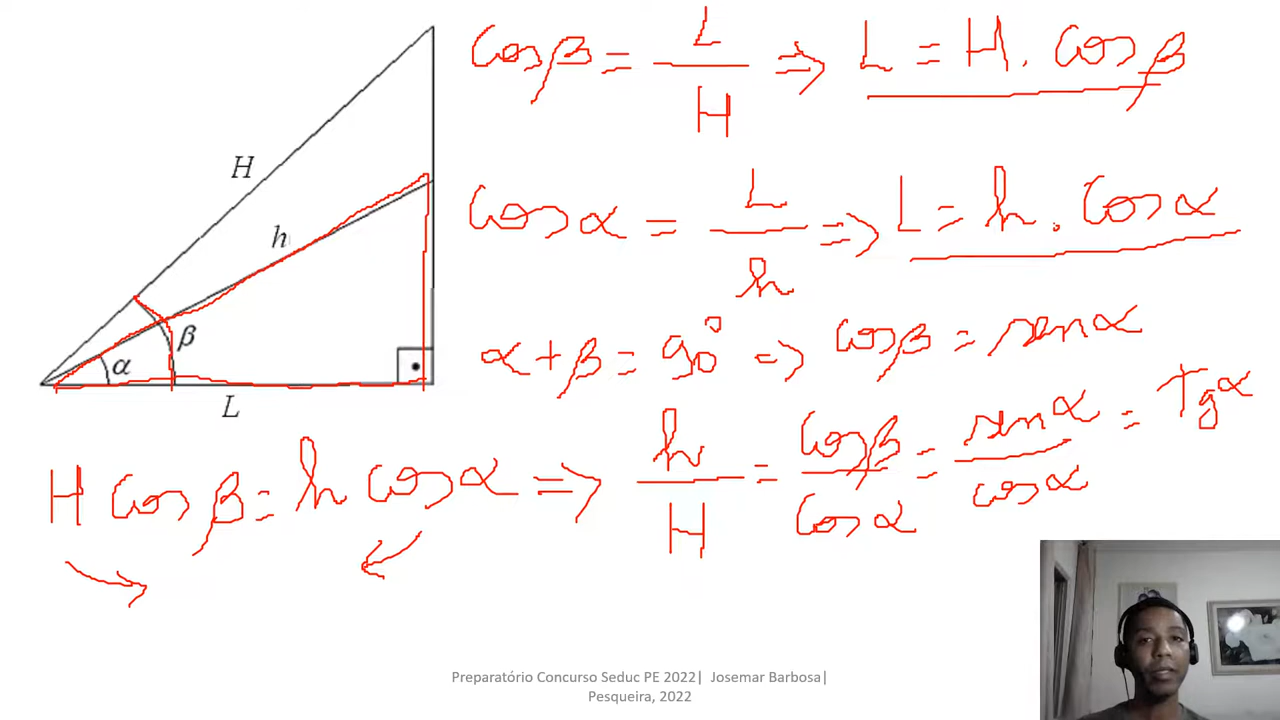 cosβ = L/H ⇒ L = H. cosβ
H
cosα = L/h ⇒ L = h. cosα
h
α + β = 90° ⇒ cosβ = senα
β
α
L
H cosβ = h cosα ⇒ h/H = cosβ/cosα = senα/cosα = tgα
Preparatório Concurso Seduc PE 2022| Josemar Barbosa|
Pesqueira, 2022